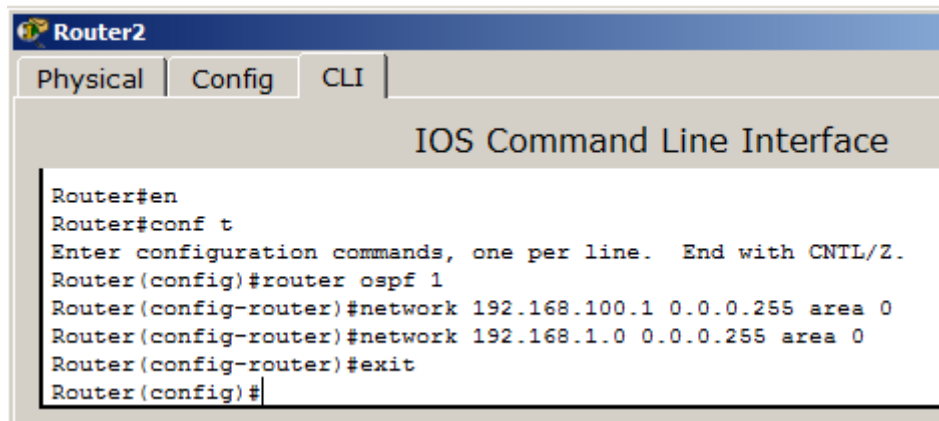 Router2
Physical Config CLI
IOS Command Line Interface
Router#en
Router#conf t
Enter configuration commands, one per line.  End with CNTL/Z.
Router(config)#router ospf 1
Router(config-router)#network 192.168.100.1 0.0.0.255 area 0
Router(config-router)#network 192.168.1.0 0.0.0.255 area 0
Router(config-router)#exit
Router(config)#